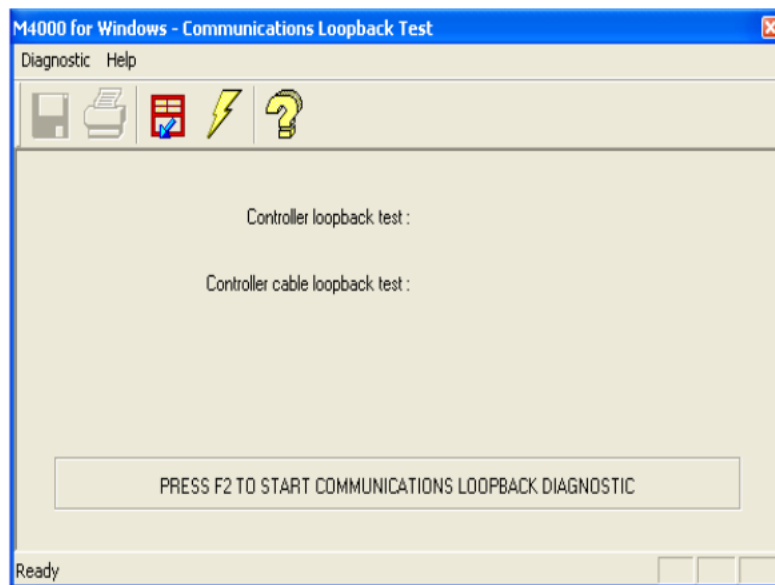 M4000 for Windows - Communications Loopback Test
Diagnostic Help
Controller loopback test :
Controller cable loopback test :
PRESS F2 TO START COMMUNICATIONS LOOPBACK DIAGNOSTIC
Ready